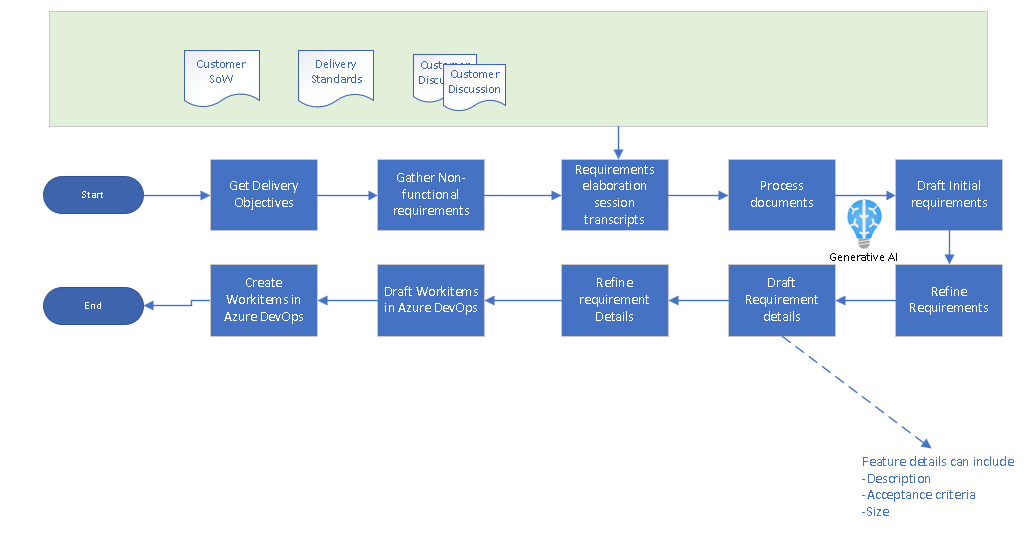 Customer
SoW
Delivery
Standards
Customer
Discussion
Start
Get Delivery
Objectives
Gather Non-
functional
requirements
Requirements
elaboration
session
transcripts
Process
documents
Draft Initial
requirements
Generative AI
End
Create
Workitems in
Azure DevOps
Draft Workitems
in Azure DevOps
Refine
requirement
Details
Draft
Requirement
details
Refine
Requirements
Feature details can include
-Description
-Acceptance criteria
-Size